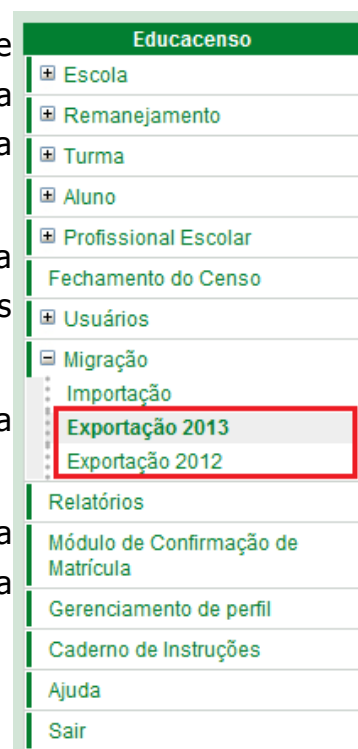 Educacenso
e
Escola
a
Remanejamento
a
Turma
Aluno
Profissional Escolar
a
Fechamento do Censo
s
Usuários
Migração
Importação
a
Exportação 2013
Exportação 2012
Relatórios
a
Módulo de Confirmação de
Matrícula
a
Gerenciamento de perfil
Caderno de Instruções
Ajuda
Sair